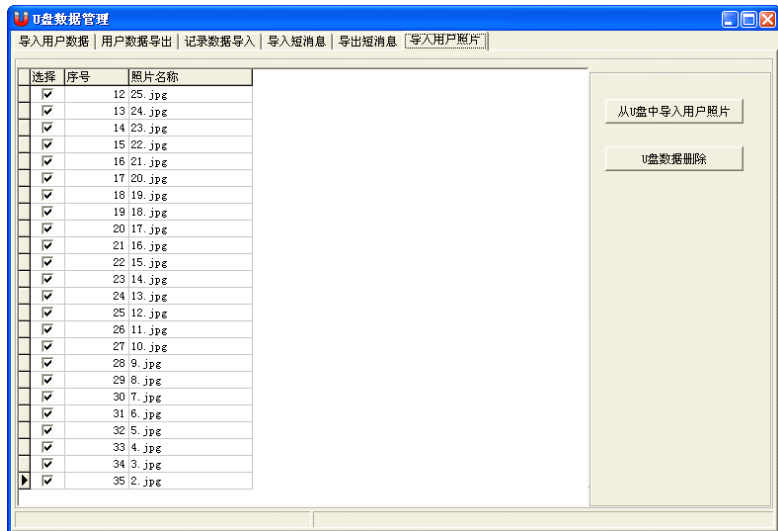 U盘数据管理
导入用户数据 用户数据导出 记录数据导入 导入短消息 导出短消息 导入用户照片
选择 序号 照片名称
12 25.jpg
13 24.jpg
14 23.jpg
15 22.jpg
16 21.jpg
17 20.jpg
18 19.jpg
19 18.jpg
20 17.jpg
21 16.jpg
22 15.jpg
23 14.jpg
24 13.jpg
25 12.jpg
26 11.jpg
27 10.jpg
28 9.jpg
29 8.jpg
30 7.jpg
31 6.jpg
32 5.jpg
33 4.jpg
34 3.jpg
35 2.jpg
从U盘中导入用户照片
U盘数据删除